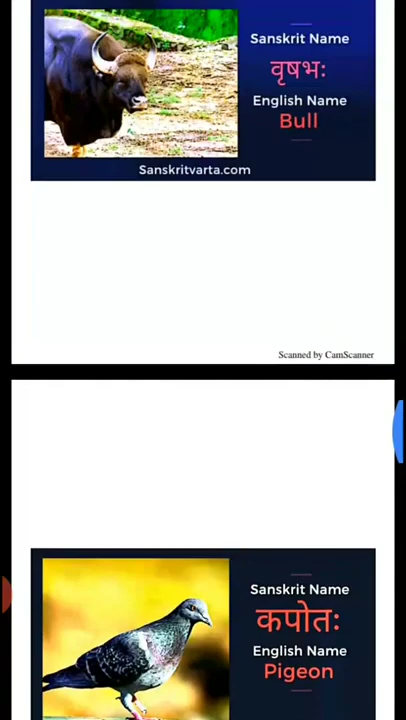 Sanskrit Name
वृषभः
English Name
Bull
Sanskritvarta.com
Scanned by CamScanner
Sanskrit Name
कपोतः
English Name
Pigeon